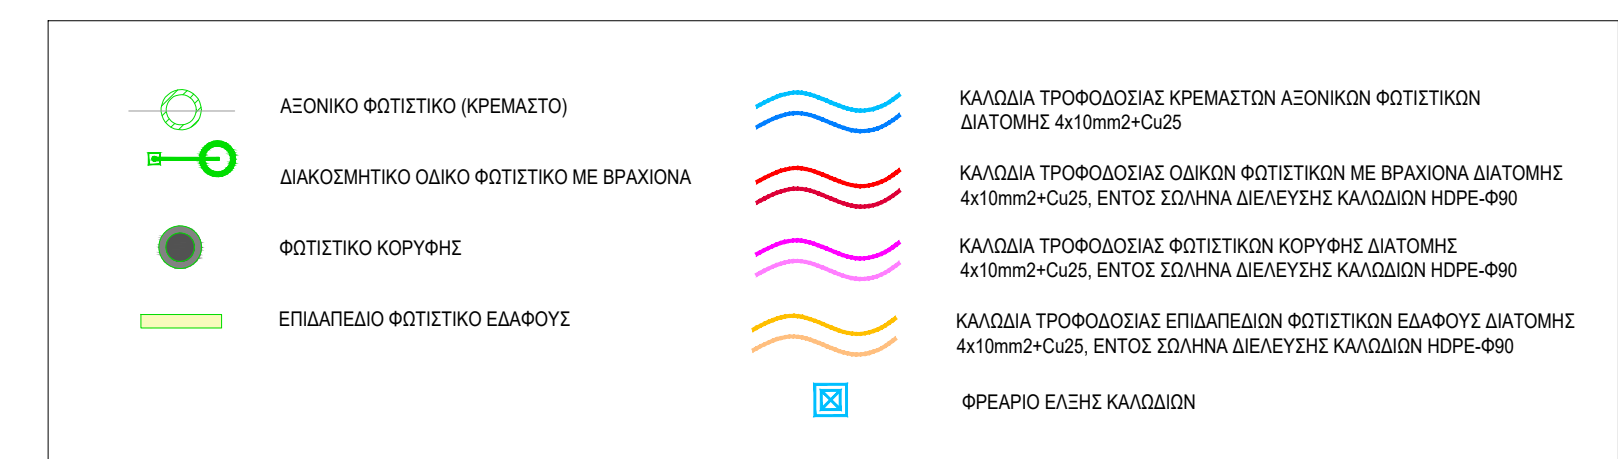 ΑΞΟΝΙΚΟ ΦΩΤΙΣΤΙΚΟ (ΚΡΕΜΑΣΤΟ)
ΔΙΑΚΟΣΜΗΤΙΚΟ ΟΔΙΚΟ ΦΩΤΙΣΤΙΚΟ ΜΕ ΒΡΑΧΙΟΝΑ
ΦΩΤΙΣΤΙΚΟ ΚΟΡΥΦΗΣ
ΕΠΙΔΑΠΕΔΙΟ ΦΩΤΙΣΤΙΚΟ ΕΔΑΦΟΥΣ
ΚΑΛΩΔΙΑ ΤΡΟΦΟΔΟΣΙΑΣ ΚΡΕΜΑΣΤΩΝ ΑΞΟΝΙΚΩΝ ΦΩΤΙΣΤΙΚΩΝ
ΔΙΑΤΟΜΗΣ 4x10mm2+Cu25
ΚΑΛΩΔΙΑ ΤΡΟΦΟΔΟΣΙΑΣ ΟΔΙΚΩΝ ΦΩΤΙΣΤΙΚΩΝ ΜΕ ΒΡΑΧΙΟΝΑ ΔΙΑΤΟΜΗΣ
4x10mm2+Cu25, ΕΝΤΟΣ ΣΩΛΗΝΑ ΔΙΕΛΕΥΣΗΣ ΚΑΛΩΔΙΩΝ HDPE-Φ90
ΚΑΛΩΔΙΑ ΤΡΟΦΟΔΟΣΙΑΣ ΦΩΤΙΣΤΙΚΩΝ ΚΟΡΥΦΗΣ ΔΙΑΤΟΜΗΣ
4x10mm2+Cu25, ΕΝΤΟΣ ΣΩΛΗΝΑ ΔΙΕΛΕΥΣΗΣ ΚΑΛΩΔΙΩΝ HDPE-Φ90
ΚΑΛΩΔΙΑ ΤΡΟΦΟΔΟΣΙΑΣ ΕΠΙΔΑΠΕΔΙΩΝ ΦΩΤΙΣΤΙΚΩΝ ΕΔΑΦΟΥΣ ΔΙΑΤΟΜΗΣ
4x10mm2+Cu25, ΕΝΤΟΣ ΣΩΛΗΝΑ ΔΙΕΛΕΥΣΗΣ ΚΑΛΩΔΙΩΝ HDPE-Φ90
ΦΡΕΑΡΙΟ ΕΛΞΗΣ ΚΑΛΩΔΙΩΝ